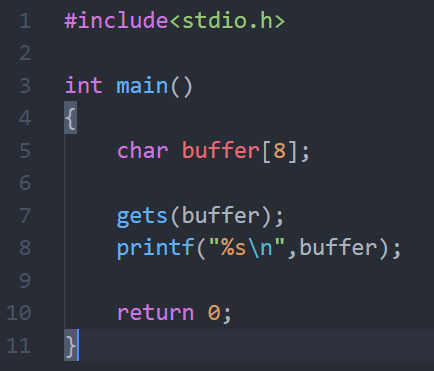 1 #include<stdio.h>
2
3 int main()
4 {
5     char buffer[8];
6
7     gets(buffer);
8     printf("%s\n",buffer);
9
10     return 0;
11 }